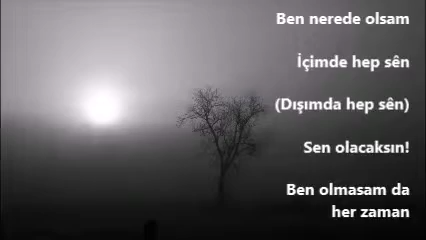 Ben nerede olsam
İçimde hep sên
(Dışımda hep sên)
Sen olacaksın!
Ben olmasam da
her zaman